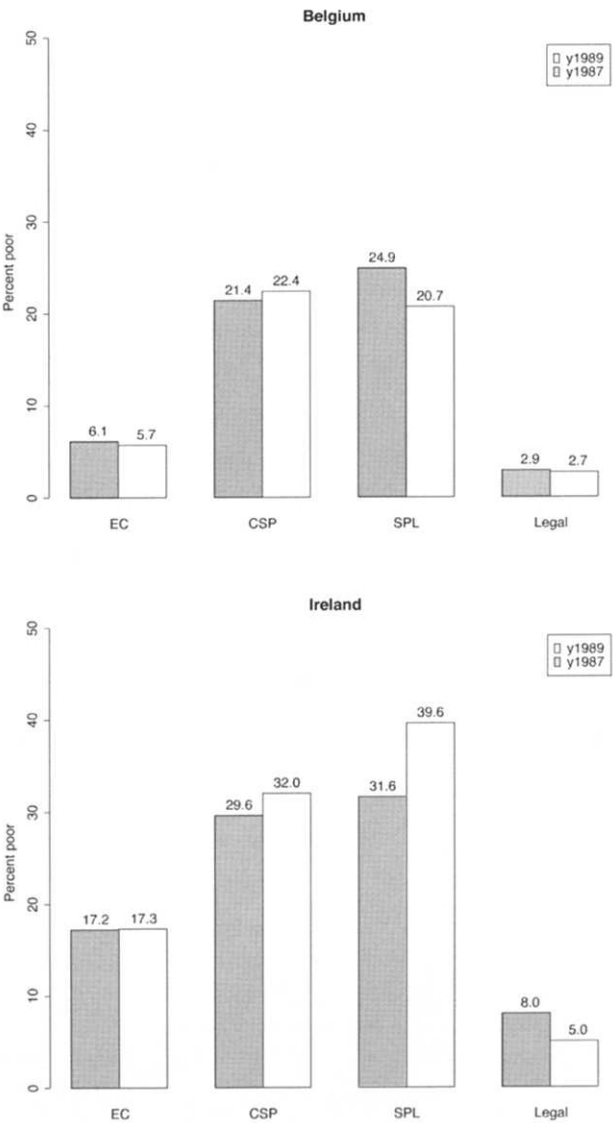 Belgium
50
y1989
y1987
40
30
Percent poor
24.9
22.4
21.4
20.7
20
10
6.1
5.7
2.9
2.7
0
EC
CSP
SPL
Legal
Ireland
50
y1989
y1987
40
39.6
32.0
31.6
30
29.6
Percent poor
20
17.2
17.3
10
8.0
5.0
0
EC
CSP
SPL
Legal